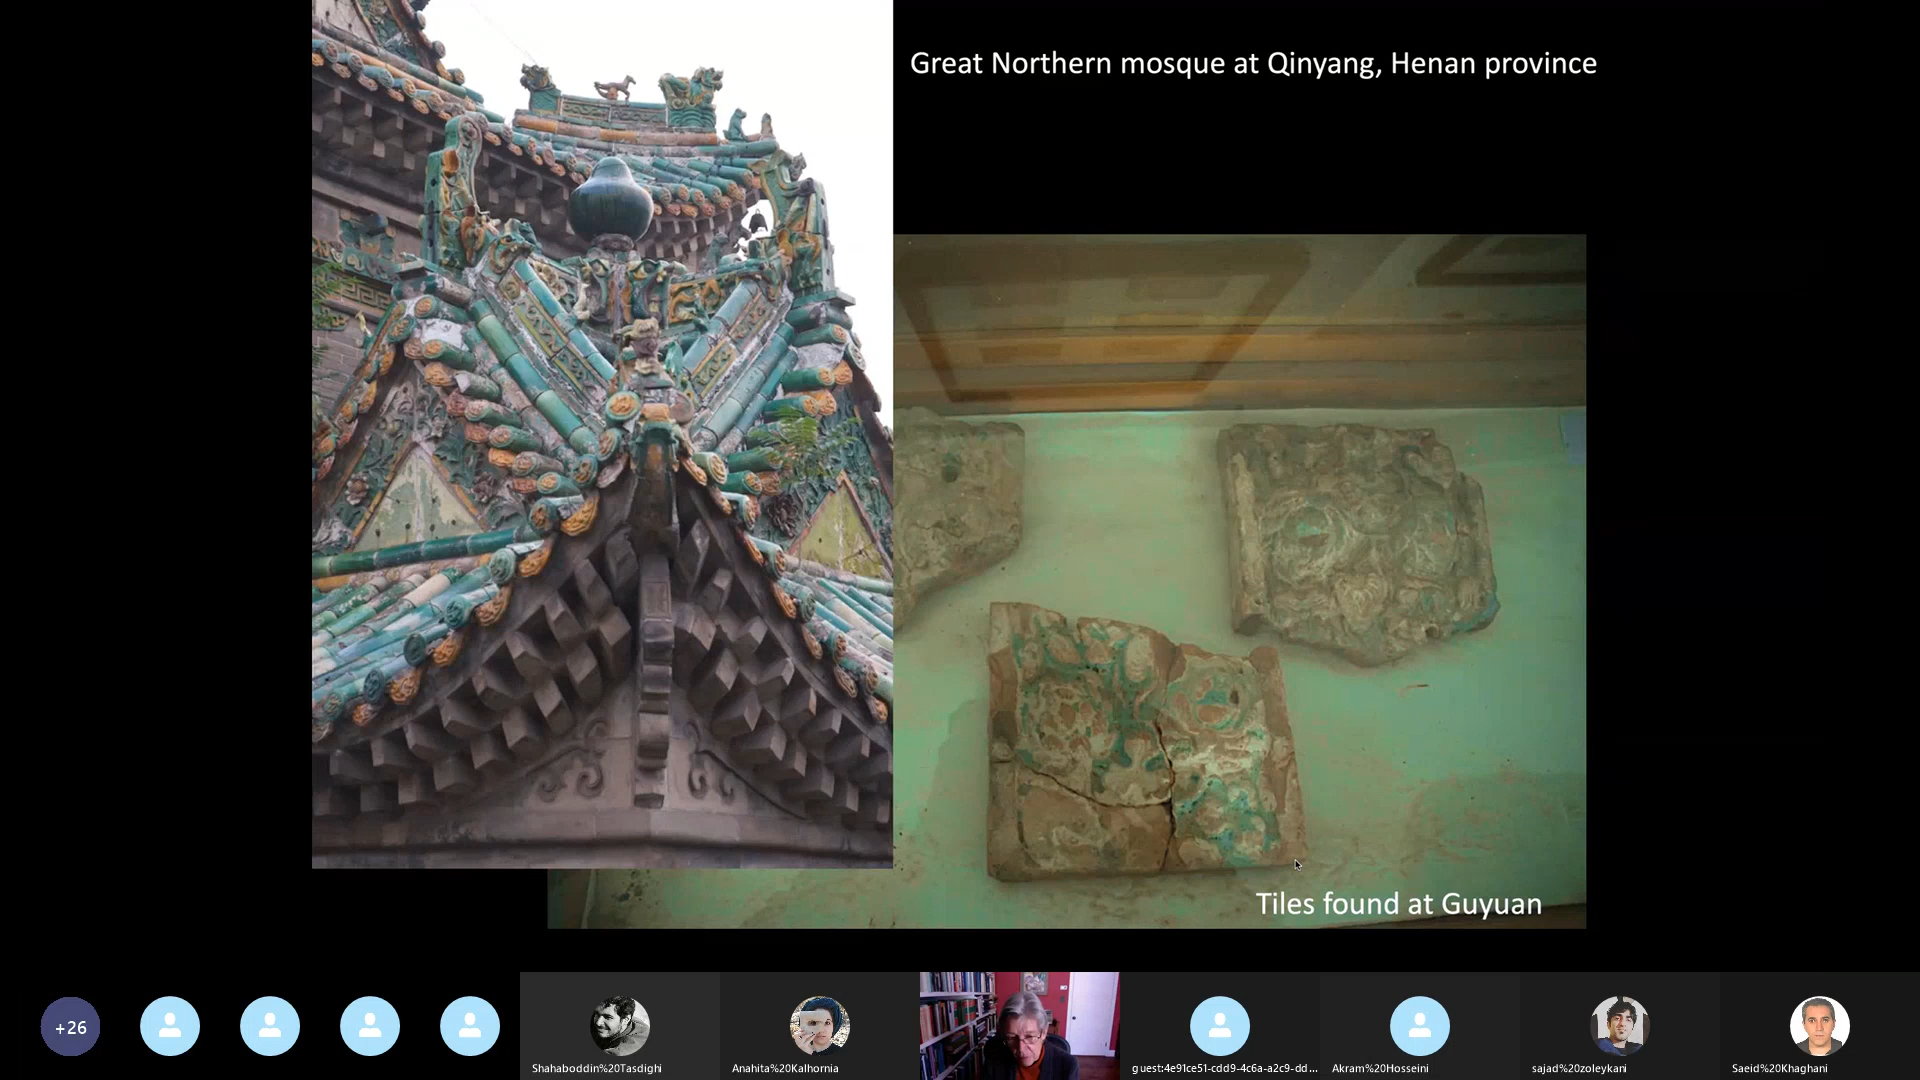 Great Northern mosque at Qinyang, Henan province
Tiles found at Guyuan
+26
Shahaboddin%20Tasdighi
Anahita%20Kalhornia
guest:4e91ce51-cdd9-4c6a-a2c9-dd...
Akram%20Hosseini
sajad%20zoleykani
Saeid%20Khaghani